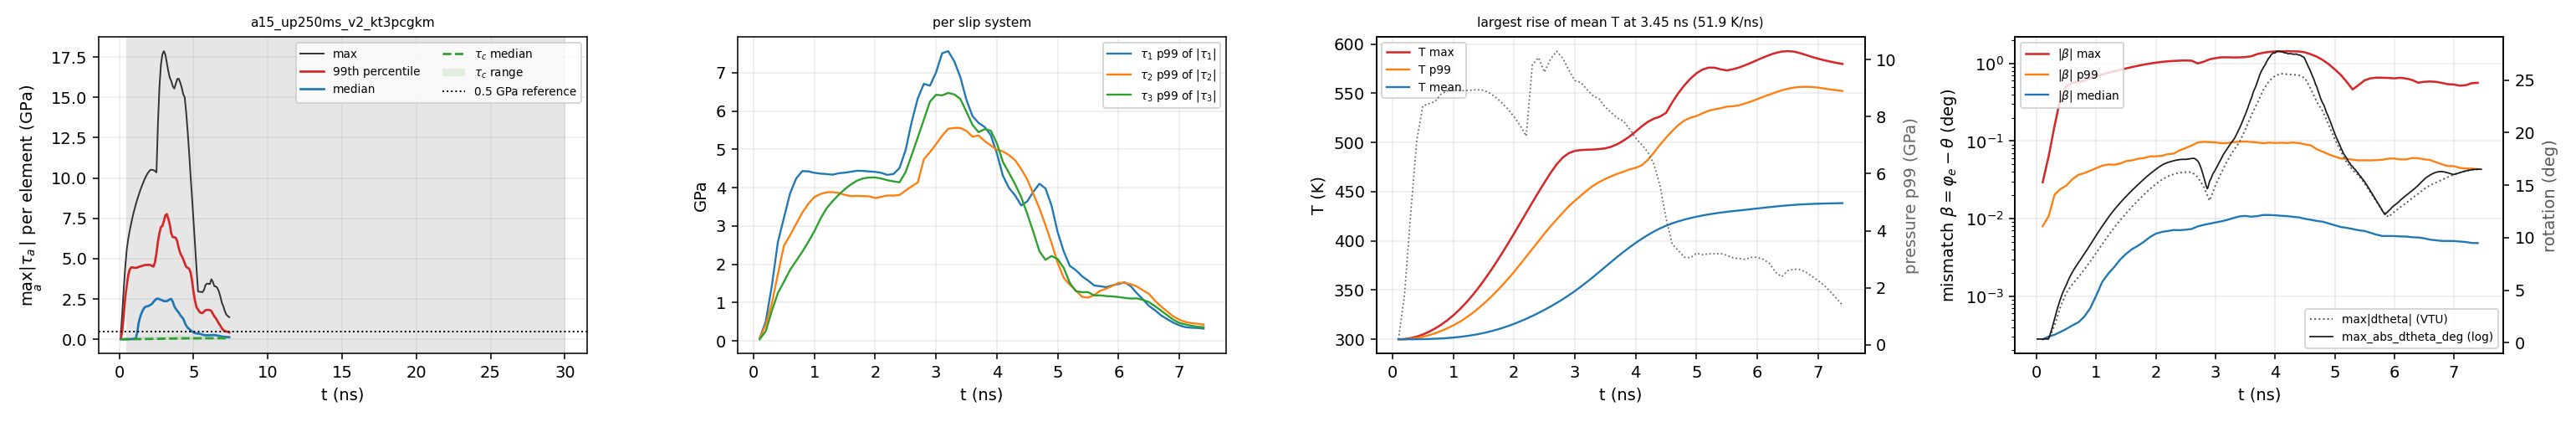 a15_up250ms_v2_kt3pcgkm
max
99th percentile
median
τc median
τc range
0.5 GPa reference
17.5
15.0
12.5
10.0
7.5
5.0
2.5
0.0
max a |τa| per element (GPa)
0 5 10 15 20 25 30
t (ns)
per slip system
τ1 p99 of |τ1|
τ2 p99 of |τ2|
τ3 p99 of |τ3|
7
6
5
4
3
2
1
0
GPa
0 1 2 3 4 5 6 7
t (ns)
largest rise of mean T at 3.45 ns (51.9 K/ns)
T max
T p99
T mean
600
550
500
450
400
350
300
T (K)
10
8
6
4
2
0
pressure p99 (GPa)
0 1 2 3 4 5 6 7
t (ns)
|β| max
|β| p99
|β| median
10⁰
10⁻¹
10⁻²
10⁻³
mismatch β = φe − θ (deg)
25
20
15
10
5
0
rotation (deg)
max|dtheta| (VTU)
max_abs_dtheta_deg (log)
0 1 2 3 4 5 6 7
t (ns)